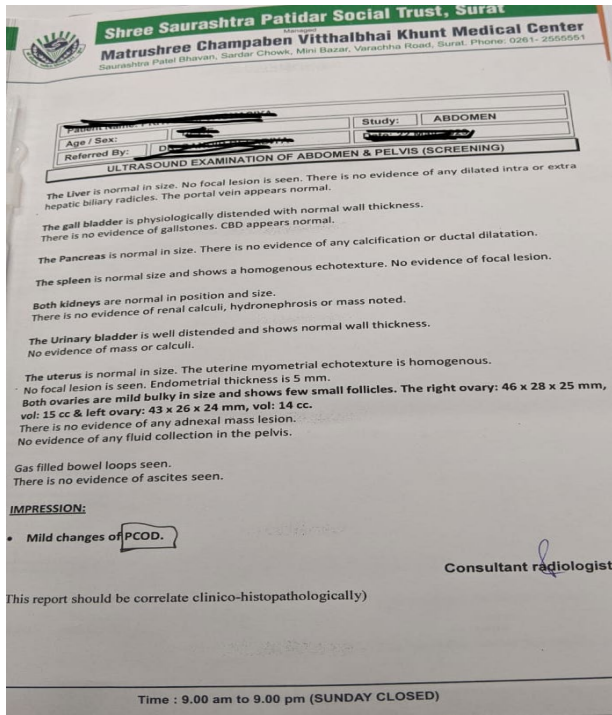 Shree Saurashtra Patidar Social Trust, Surat
Managed
Matrushree Champaben Vitthalbhai Khunt Medical Center
Saurashtra Patel Bhavan, Sardar Chowk, Mini Bazar, Varachha Road, Surat. Phone: 0261- 2555551
Patient Name:
Age / Sex:
Study: ABDOMEN
Referred By:
ULTRASOUND EXAMINATION OF ABDOMEN & PELVIS (SCREENING)
The Liver is normal in size. No focal lesion is seen. There is no evidence of any dilated intra or extra
hepatic biliary radicles. The portal vein appears normal.
The gall bladder is physiologically distended with normal wall thickness.
There is no evidence of gallstones. CBD appears normal.
The Pancreas is normal in size. There is no evidence of any calcification or ductal dilatation.
The spleen is normal size and shows a homogenous echotexture. No evidence of focal lesion.
Both kidneys are normal in position and size.
There is no evidence of renal calculi, hydronephrosis or mass noted.
The Urinary bladder is well distended and shows normal wall thickness.
No evidence of mass or calculi.
The uterus is normal in size. The uterine myometrial echotexture is homogenous.
No focal lesion is seen. Endometrial thickness is 5 mm.
Both ovaries are mild bulky in size and shows few small follicles. The right ovary: 46 x 28 x 25 mm,
vol: 15 cc & left ovary: 43 x 26 x 24 mm, vol: 14 cc.
There is no evidence of any adnexal mass lesion.
No evidence of any fluid collection in the pelvis.
Gas filled bowel loops seen.
There is no evidence of ascites seen.
IMPRESSION:
• Mild changes of PCOD.
Consultant radiologist
This report should be correlate clinico-histopathologically)
Time : 9.00 am to 9.00 pm (SUNDAY CLOSED)